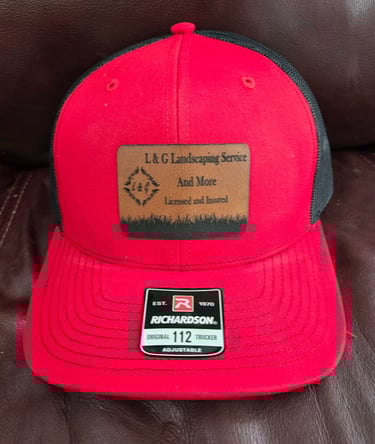 L & G Landscaping Service
And More
L & G
Licensed and Insured
EST. R 1970
RICHARDSON®
ORIGINAL 112 TRUCKER
ADJUSTABLE